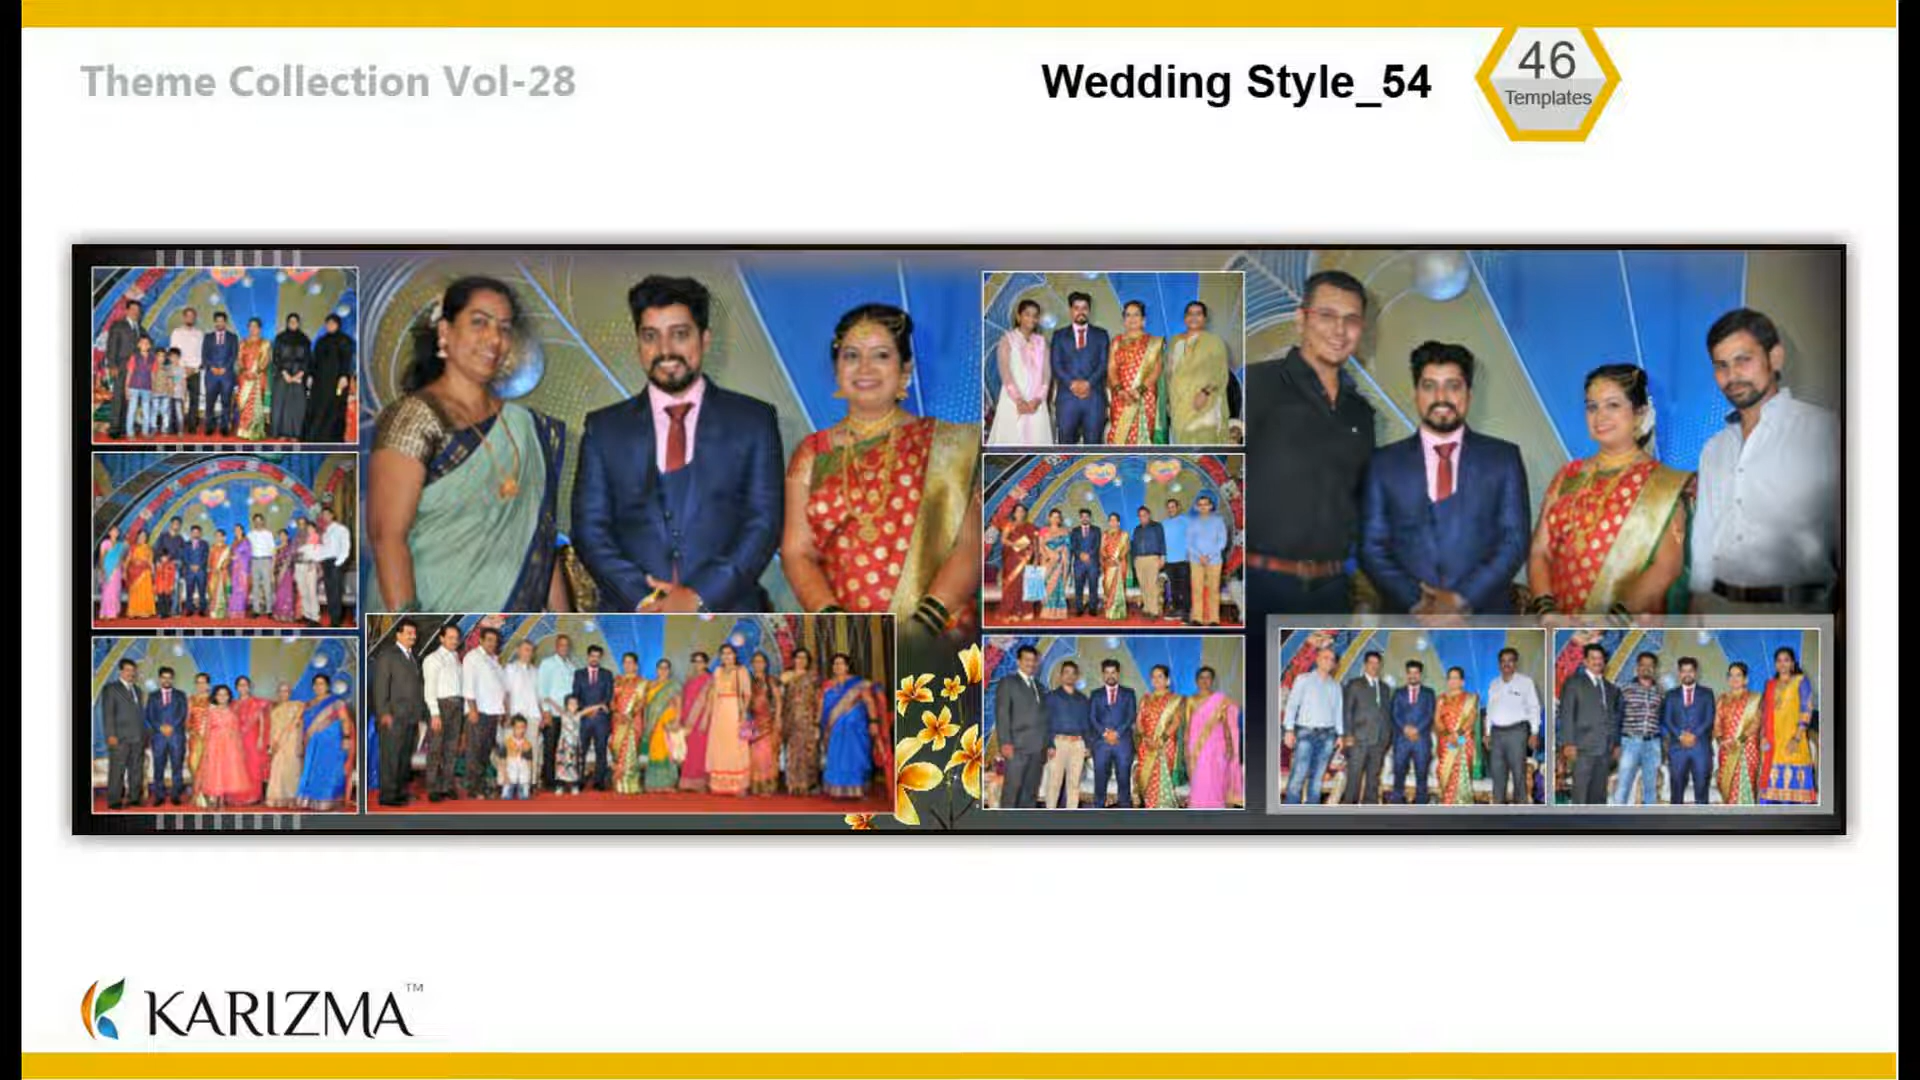 Theme Collection Vol-28
Wedding Style_54
46
Templates
KARIZMA™